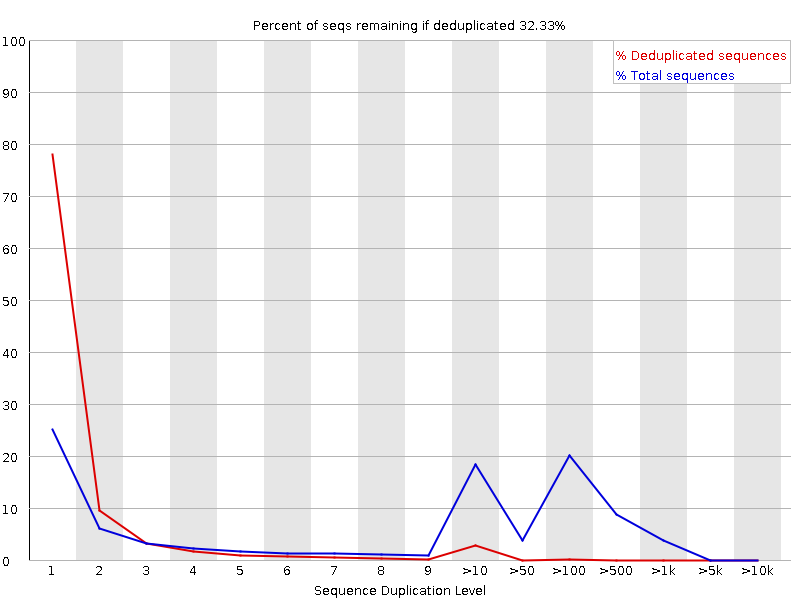 Percent of seqs remaining if deduplicated 32.33%
% Deduplicated sequences
% Total sequences
100
90
80
70
60
50
40
30
20
10
0
1 2 3 4 5 6 7 8 9 >10 >50 >100 >500 >1k >5k >10k
Sequence Duplication Level